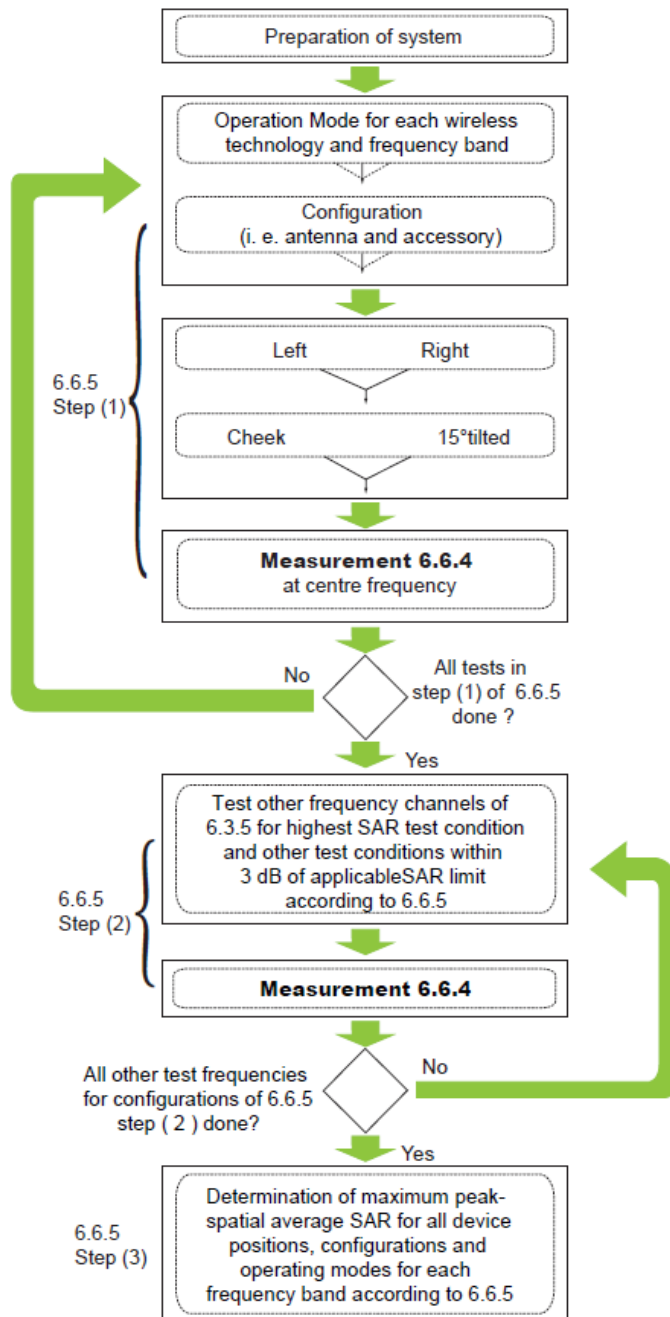 Preparation of system
Operation Mode for each wireless
technology and frequency band
Configuration
(i. e. antenna and accessory)
Left Right
6.6.5
Step (1)
Cheek 15°tilted
Measurement 6.6.4
at centre frequency
No
All tests in
step (1) of 6.6.5
done ?
Yes
Test other frequency channels of
6.3.5 for highest SAR test condition
and other test conditions within
3 dB of applicableSAR limit
according to 6.6.5
6.6.5
Step (2)
Measurement 6.6.4
No
All other test frequencies
for configurations of 6.6.5
step ( 2 ) done?
Yes
6.6.5
Step (3)
Determination of maximum peak-
spatial average SAR for all device
positions, configurations and
operating modes for each
frequency band according to 6.6.5